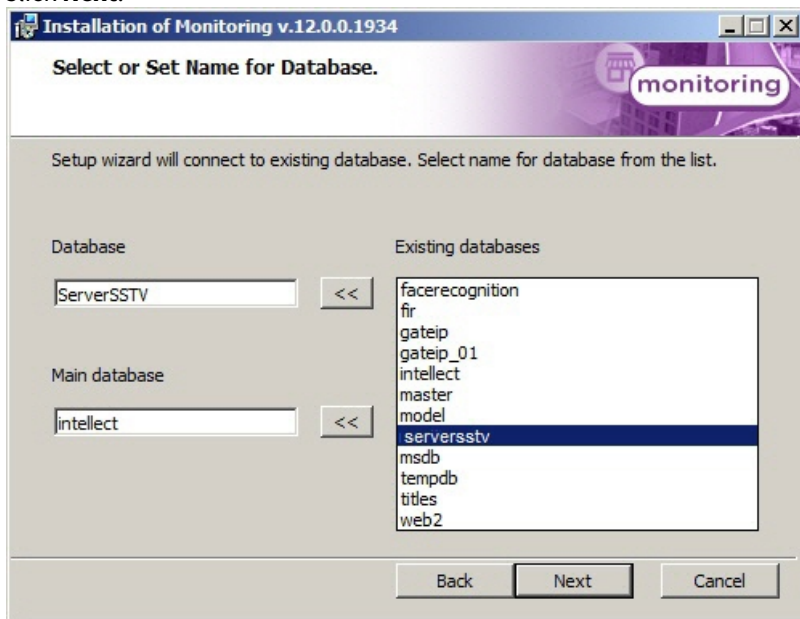 Installation of Monitoring v.12.0.0.1934
Select or Set Name for Database.
monitoring
Setup wizard will connect to existing database. Select name for database from the list.
Database
Existing databases
ServerSSTV
<<
facerecognition
fir
gateip
gateip_01
Main database
intellect
master
intellect
<<
model
serversstv
msdb
tempdb
titles
web2
Back Next Cancel